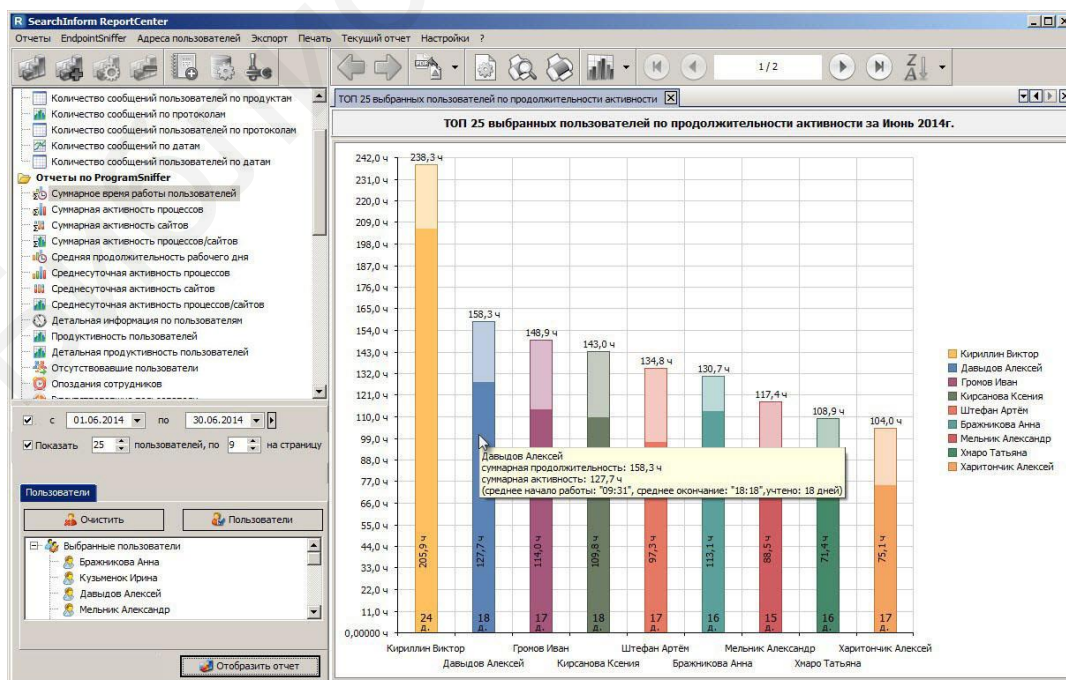 SearchInform ReportCenter
Отчеты EndpointSniffer Адреса пользователей Экспорт Печать Текущий отчет Настройки ?
1 / 2
Количество сообщений пользователей по продуктам
Количество сообщений по протоколам
Количество сообщений пользователей по протоколам
Количество сообщений по датам
Количество сообщений пользователей по датам
Отчеты по ProgramSniffer
Суммарное время работы пользователей
Суммарная активность процессов
Суммарная активность сайтов
Суммарная активность процессов/сайтов
Средняя продолжительность рабочего дня
Среднесуточная активность процессов
Среднесуточная активность сайтов
Среднесуточная активность процессов/сайтов
Детальная информация по пользователям
Продуктивность пользователей
Детальная продуктивность пользователей
Отсутствовавшие пользователи
Опоздания сотрудников
с 01.06.2014 по 30.06.2014
Показать 25 пользователей, по 9 на страницу
Пользователи
Очистить Пользователи
Выбранные пользователи
Бражникова Анна
Кузьменок Ирина
Давыдов Алексей
Мельник Александр
Отобразить отчет
ТОП 25 выбранных пользователей по продолжительности активности
ТОП 25 выбранных пользователей по продолжительности активности за Июнь 2014г.
242,0 ч
231,0 ч
220,0 ч
209,0 ч
198,0 ч
187,0 ч
176,0 ч
165,0 ч
154,0 ч
143,0 ч
132,0 ч
121,0 ч
110,0 ч
99,0 ч
88,0 ч
77,0 ч
66,0 ч
55,0 ч
44,0 ч
33,0 ч
22,0 ч
11,0 ч
0,00000 ч
238,3 ч
158,3 ч
148,9 ч
143,0 ч
134,8 ч
130,7 ч
117,4 ч
108,9 ч
104,0 ч
Давыдов Алексей
суммарная продолжительность: 158,3 ч
суммарная активность: 127,7 ч
(среднее начало работы: "09:31", среднее окончание: "18:18",учтено: 18 дней)
205,9 ч
127,7 ч
114,0 ч
109,8 ч
97,3 ч
113,1 ч
88,5 ч
71,4 ч
75,1 ч
24 д.
18 д.
17 д.
18 д.
17 д.
16 д.
15 д.
16 д.
17 д.
Кириллин Виктор
Давыдов Алексей
Громов Иван
Кирсанова Ксения
Штефан Артём
Бражникова Анна
Мельник Александр
Хмаро Татьяна
Харитончик Алексей
Кириллин Виктор
Давыдов Алексей
Громов Иван
Кирсанова Ксения
Штефан Артём
Бражникова Анна
Мельник Александр
Хмаро Татьяна
Харитончик Алексей